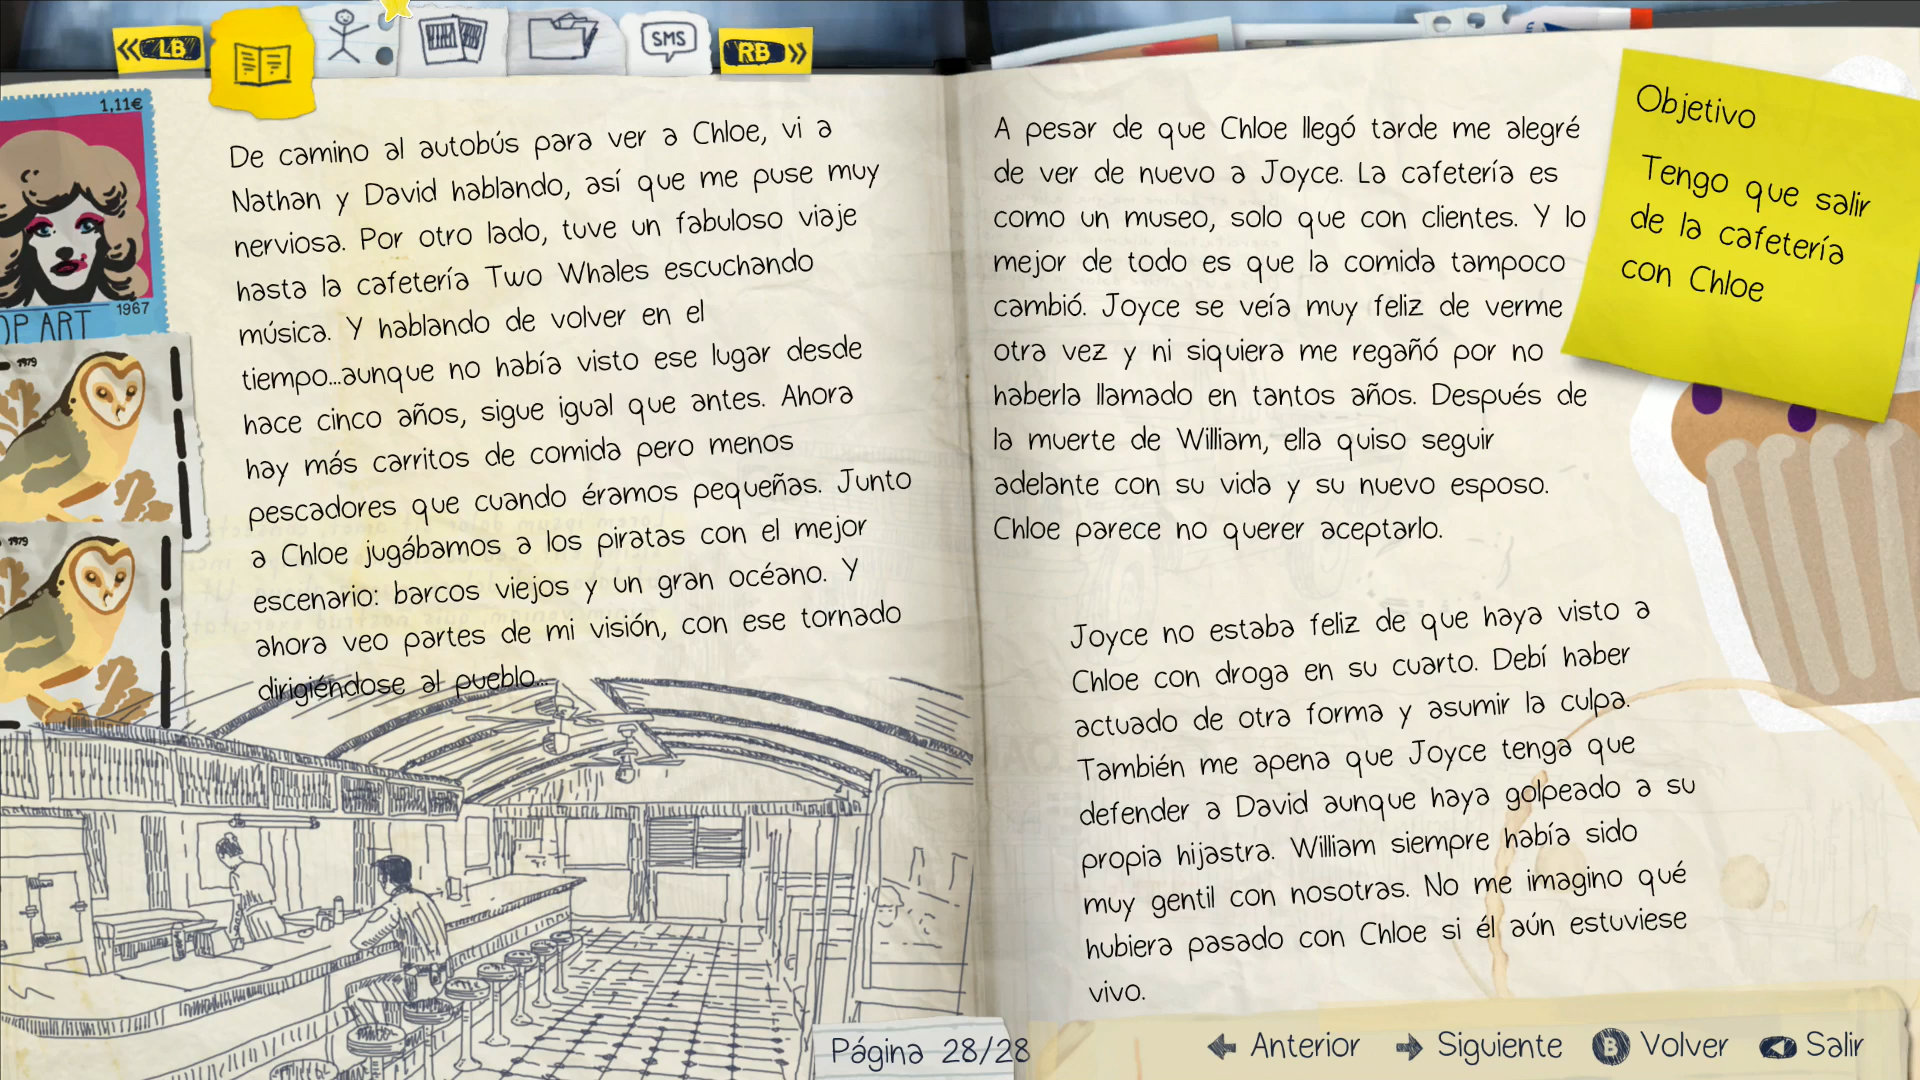 LB
SMS
RB
1,11€
1967
OP ART
1979
1979
De camino al autobús para ver a Chloe, vi a
Nathan y David hablando, así que me puse muy
nerviosa. Por otro lado, tuve un fabuloso viaje
hasta la cafetería Two Whales escuchando
música. Y hablando de volver en el
tiempo...aunque no había visto ese lugar desde
hace cinco años, sigue igual que antes. Ahora
hay más carritos de comida pero menos
pescadores que cuando éramos pequeñas. Junto
a Chloe jugábamos a los piratas con el mejor
escenario: barcos viejos y un gran océano. Y
ahora veo partes de mi visión, con ese tornado
dirigiéndose al pueblo...
A pesar de que Chloe llegó tarde me alegré
de ver de nuevo a Joyce. La cafetería es
como un museo, solo que con clientes. Y lo
mejor de todo es que la comida tampoco
cambió. Joyce se veía muy feliz de verme
otra vez y ni siquiera me regañó por no
haberla llamado en tantos años. Después de
la muerte de William, ella quiso seguir
adelante con su vida y su nuevo esposo.
Chloe parece no querer aceptarlo.
Joyce no estaba feliz de que haya visto a
Chloe con droga en su cuarto. Debí haber
actuado de otra forma y asumir la culpa.
También me apena que Joyce tenga que
defender a David aunque haya golpeado a su
propia hijastra. William siempre había sido
muy gentil con nosotras. No me imagino qué
hubiera pasado con Chloe si él aún estuviese
vivo.
Objetivo
Tengo que salir
de la cafetería
con Chloe
Página 28/28
Anterior
Siguiente
B Volver
Salir